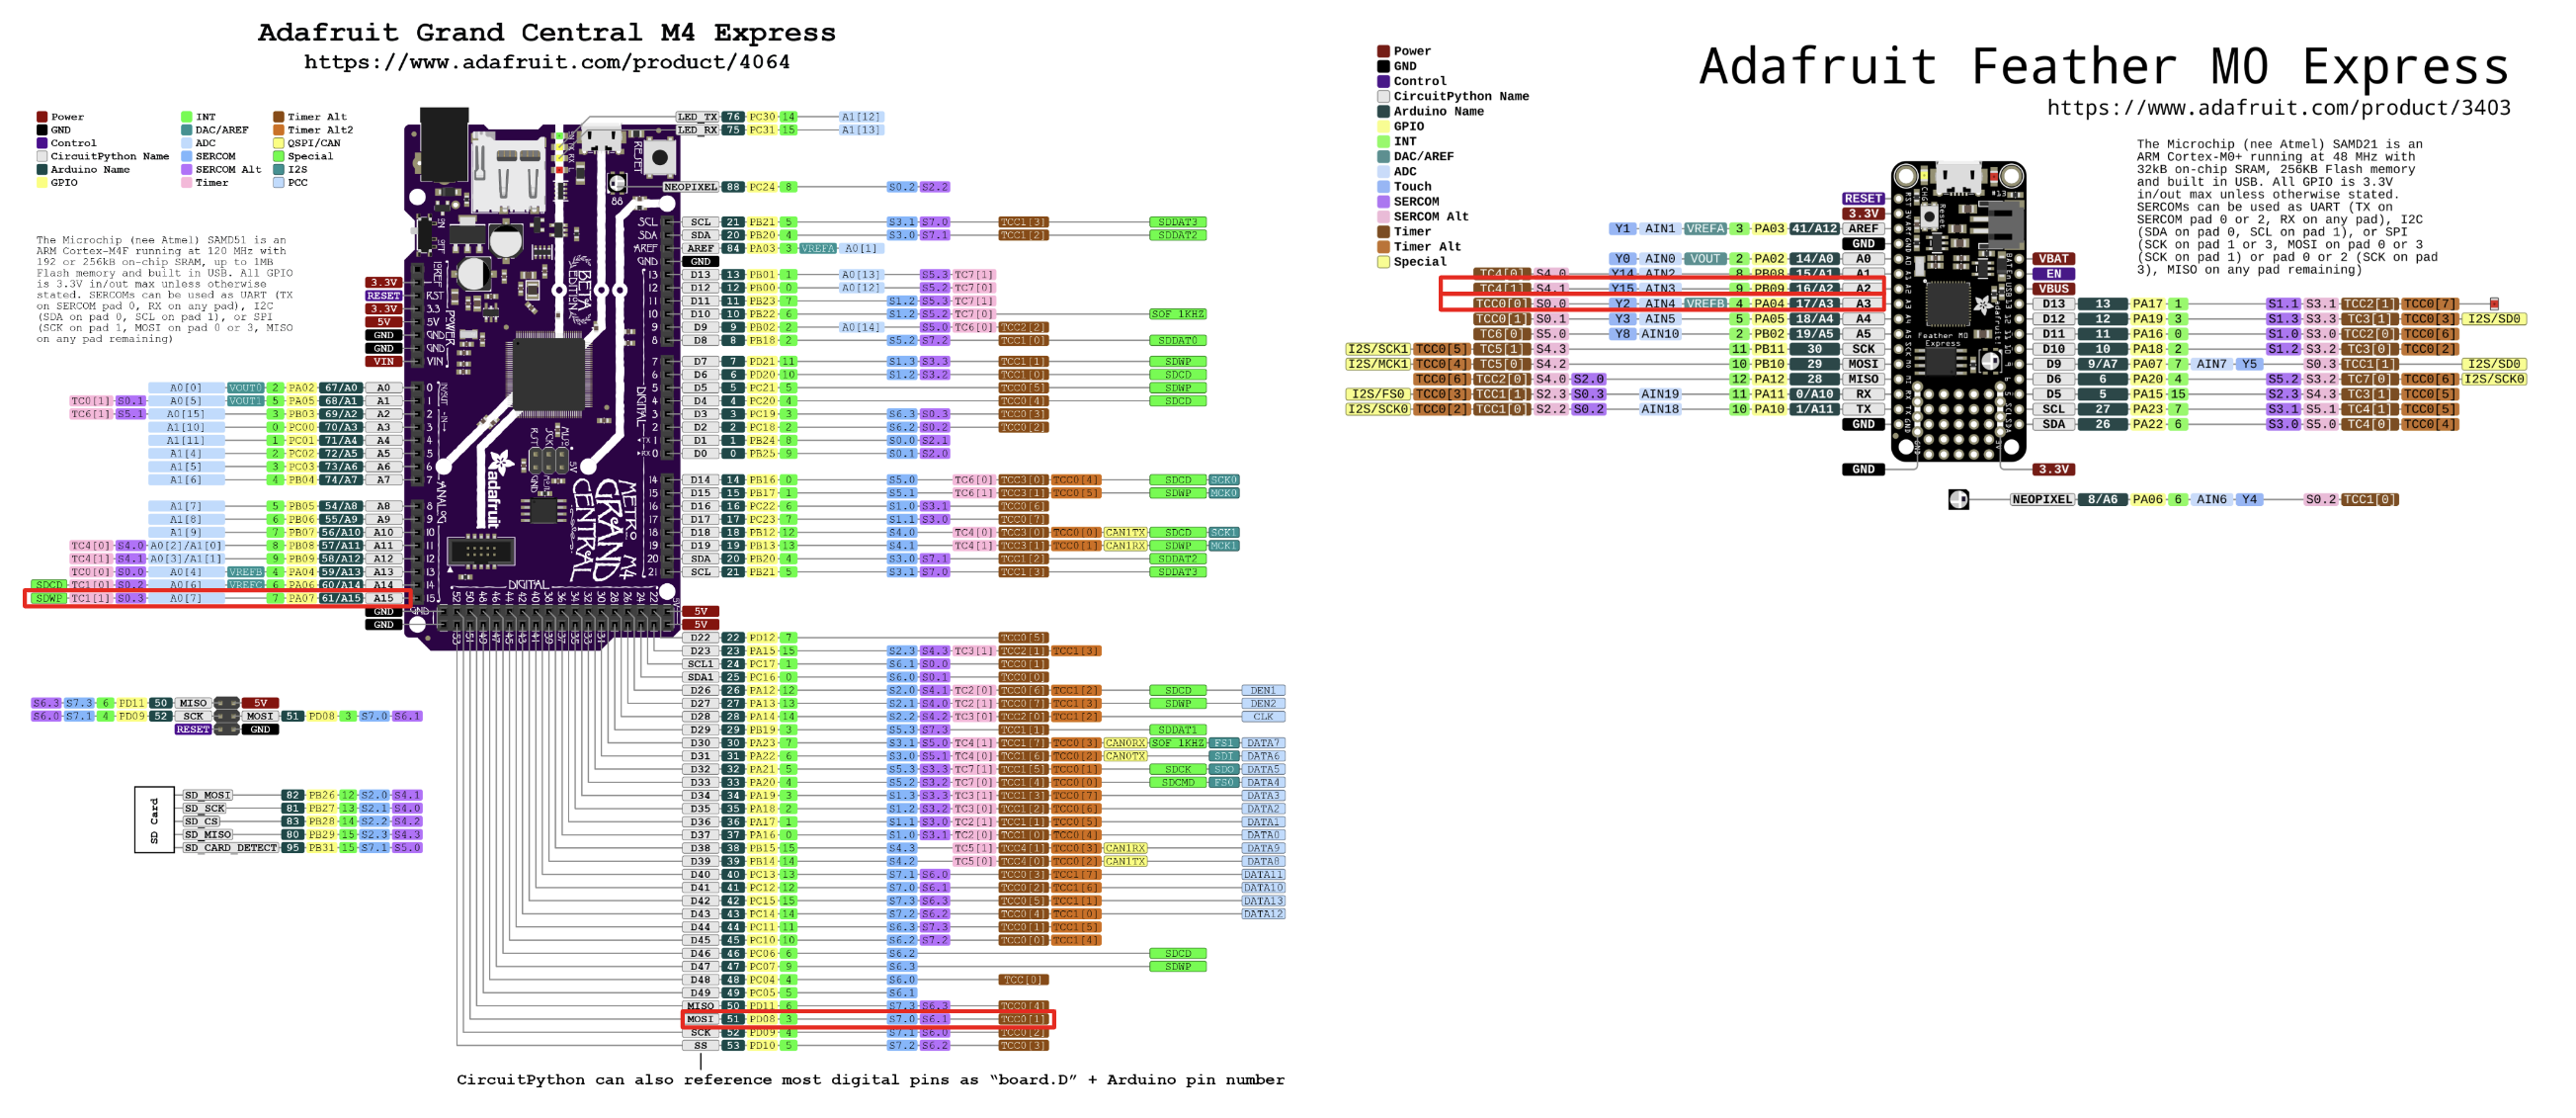 Adafruit Grand Central M4 Express
https://www.adafruit.com/product/4064
Power
GND
Control
CircuitPython Name
Arduino Name
GPIO
INT
DAC/AREF
ADC
SERCOM
SERCOM Alt
Timer
Timer Alt
Timer Alt2
QSPI/CAN
Special
I2S
PCC
The Microchip (nee Atmel) SAMD51 is an
ARM Cortex-M4F running at 120 MHz with
192 or 256kB on-chip SRAM, up to 1MB
Flash memory and built in USB. All GPIO
is 3.3V in/out max unless otherwise
stated. SERCOMs can be used as UART (TX
on SERCOM pad 0, RX on any pad), I2C
(SDA on pad 0, SCL on pad 1), or SPI
(SCK on pad 1, MOSI on pad 0 or 3, MISO
on any pad remaining)
3.3V
RESET
3.3V
5V
GND
GND
VIN
A0[0] VOUT0 2 PA02 67/A0 A0
TC0[1] S0.1 A0[5] VOUT1 5 PA05 68/A1 A1
TC6[1] S5.1 A0[15] 3 PB03 69/A2 A2
A1[10] 0 PC00 70/A3 A3
A1[11] 1 PC01 71/A4 A4
A1[4] 2 PC02 72/A5 A5
A1[5] 3 PC03 73/A6 A6
A1[6] 4 PB04 74/A7 A7
A1[7] 5 PB05 54/A8 A8
A1[8] 6 PB06 55/A9 A9
A1[9] 7 PB07 56/A10 A10
TC4[0] S4.0 A0[2]/A1[0] 8 PB08 57/A11 A11
TC4[1] S4.1 A0[3]/A1[1] 9 PB09 58/A12 A12
TC0[0] S0.0 A0[4] VREFB 4 PA04 59/A13 A13
SDCD TC1[0] S0.2 A0[6] VREFC 6 PA06 60/A14 A14
SDWP TC1[1] S0.3 A0[7] 7 PA07 61/A15 A15
GND
GND
S6.3 S7.3 6 PD11 50 MISO 5V
S6.0 S7.1 4 PD09 52 SCK MOSI 51 PD08 3 S7.0 S6.1
RESET GND
SD Card
SD_MOSI 82 PB26 12 S2.0 S4.1
SD_SCK 81 PB27 13 S2.1 S4.0
SD_CS 83 PB28 14 S2.2 S4.2
SD_MISO 80 PB29 15 S2.3 S4.3
SD_CARD_DETECT 95 PB31 15 S7.1 S5.0
RESET
88
BETA
EDITION
adafruit
METRO M4
GRAND
CENTRAL
POWER
ANALOG
DIGITAL
DIGITAL
LED_TX 76 PC30 14 A1[12]
LED_RX 75 PC31 15 A1[13]
NEOPIXEL 88 PC24 8 S0.2 S2.2
SCL 21 PB21 5 S3.1 S7.0 TCC1[3] SDDAT3
SDA 20 PB20 4 S3.0 S7.1 TCC1[2] SDDAT2
AREF 84 PA03 3 VREFA A0[1]
GND
D13 13 PB01 1 A0[13] S5.3 TC7[1]
D12 12 PB00 0 A0[12] S5.2 TC7[0]
D11 11 PB23 7 S1.2 S5.3 TC7[1]
D10 10 PB22 6 S1.2 S5.2 TC7[0] SOF_1KHZ
D9 9 PB02 2 A0[14] S5.0 TC6[0] TCC2[2]
D8 8 PB18 2 S5.2 S7.2 TCC1[0] SDDAT0
D7 7 PD21 11 S1.3 S3.3 TCC1[1] SDWP
D6 6 PD20 10 S1.2 S3.2 TCC1[0] SDCD
D5 5 PC21 5 TCC0[5] SDWP
D4 4 PC20 4 TCC0[4] SDCD
D3 3 PC19 3 S6.3 S0.3 TCC0[3]
D2 2 PC18 2 S6.2 S0.2 TCC0[2]
D1 1 PB24 8 S0.0 S2.1
D0 0 PB25 9 S0.1 S2.0
D14 14 PB16 0 S5.0 TC6[0] TCC3[0] TCC0[4] SDCD SCK0
D15 15 PB17 1 S5.1 TC6[1] TCC3[1] TCC0[5] SDWP MCK0
D16 16 PC22 6 S1.0 S3.1 TCC0[6]
D17 17 PC23 7 S1.1 S3.0 TCC0[7]
D18 18 PB12 12 S4.0 TC4[0] TCC3[0] TCC0[0] CAN1TX SDCD SCK1
D19 19 PB13 13 S4.1 TC4[1] TCC3[1] TCC0[1] CAN1RX SDWP MCK1
SDA 20 PB20 4 S3.0 S7.1 TCC1[2] SDDAT2
SCL 21 PB21 5 S3.1 S7.0 TCC1[3] SDDAT3
5V
5V
D22 22 PD12 7 TCC0[5]
D23 23 PA15 15 S2.3 S4.3 TC3[1] TCC2[1] TCC1[3]
SCL1 24 PC17 1 S6.1 S0.0 TCC0[1]
SDA1 25 PC16 0 S6.0 S0.1 TCC0[0]
D26 26 PA12 12 S2.0 S4.1 TC2[0] TCC0[6] TCC1[2] SDCD DEN1
D27 27 PA13 13 S2.1 S4.0 TC2[1] TCC0[7] TCC1[3] SDWP DEN2
D28 28 PA14 14 S2.2 S4.2 TC3[0] TCC2[0] TCC1[2] CLK
D29 29 PB19 3 S5.3 S7.3 TCC1[1] SDDAT1
D30 30 PA23 7 S3.1 S5.0 TC4[1] TCC1[7] TCC0[3] CAN0RX SOF_1KHZ FS1 DATA7
D31 31 PA22 6 S3.0 S5.1 TC4[0] TCC1[6] TCC0[2] CAN0TX SDI DATA6
D32 32 PA21 5 S5.3 S3.3 TC7[1] TCC1[5] TCC0[1] SDCK SDO DATA5
D33 33 PA20 4 S5.2 S3.2 TC7[0] TCC1[4] TCC0[0] SDCMD FS0 DATA4
D34 34 PA19 3 S1.3 S3.3 TC3[1] TCC1[3] TCC0[7] DATA3
D35 35 PA18 2 S1.2 S3.2 TC3[0] TCC1[2] TCC0[6] DATA2
D36 36 PA17 1 S1.1 S3.0 TC2[1] TCC1[1] TCC0[5] DATA1
D37 37 PA16 0 S1.0 S3.1 TC2[0] TCC1[0] TCC0[4] DATA0
D38 38 PB15 15 S4.3 TC5[1] TCC4[1] TCC0[3] CAN1RX DATA9
D39 39 PB14 14 S4.2 TC5[0] TCC4[0] TCC0[2] CAN1TX DATA8
D40 40 PC13 13 S7.1 S6.0 TCC0[3] TCC1[7] DATA11
D41 41 PC12 12 S7.0 S6.1 TCC0[2] TCC1[6] DATA10
D42 42 PC15 15 S7.3 S6.3 TCC0[5] TCC1[1] DATA13
D43 43 PC14 14 S7.2 S6.2 TCC0[4] TCC1[0] DATA12
D44 44 PC11 11 S6.3 S7.3 TCC0[1] TCC1[5]
D45 45 PC10 10 S6.2 S7.2 TCC0[0] TCC1[4]
D46 46 PC06 6 S6.2 SDCD
D47 47 PC07 9 S6.3 SDWP
D48 48 PC04 4 S6.0 TCC[0]
D49 49 PC05 5 S6.1
MISO 50 PD11 6 S7.3 S6.3 TCC0[4]
MOSI 51 PD08 3 S7.0 S6.1 TCC0[1]
SCK 52 PD09 4 S7.1 S6.0 TCC0[2]
SS 53 PD10 5 S7.2 S6.2 TCC0[3]
CircuitPython can also reference most digital pins as “board.D” + Arduino pin number
Power
GND
Control
CircuitPython Name
Arduino Name
GPIO
INT
DAC/AREF
ADC
Touch
SERCOM
SERCOM Alt
Timer
Timer Alt
Special
Adafruit Feather M0 Express
https://www.adafruit.com/product/3403
The Microchip (nee Atmel) SAMD21 is an
ARM Cortex-M0+ running at 48 MHz with
32kB on-chip SRAM, 256KB Flash memory
and built in USB. All GPIO is 3.3V
in/out max unless otherwise stated.
SERCOMs can be used as UART (TX on
SERCOM pad 0 or 2, RX on any pad), I2C
(SDA on pad 0, SCL on pad 1), or SPI
(SCK on pad 1 or 3, MOSI on pad 0 or 3
(SCK on pad 1) or pad 0 or 2 (SCK on pad
3), MISO on any pad remaining)
RESET
3.3V
Y1 AIN1 VREFA 3 PA03 41/A12 AREF
GND
Y0 AIN0 VOUT 2 PA02 14/A0 A0
TC4[0] S4.0 Y14 AIN2 8 PB08 15/A1 A1
TC4[1] S4.1 Y15 AIN3 9 PB09 16/A2 A2
TCC0[0] S0.0 Y2 AIN4 VREFB 4 PA04 17/A3 A3
TCC0[1] S0.1 Y3 AIN5 5 PA05 18/A4 A4
TC6[0] S5.0 Y8 AIN10 2 PB02 19/A5 A5
I2S/SCK1 TCC0[5] TC5[1] S4.3 11 PB11 30 SCK
I2S/MCK1 TCC0[4] TC5[0] S4.2 10 PB10 29 MOSI
TCC0[6] TCC2[0] S4.0 S2.0 12 PA12 28 MISO
I2S/FS0 TCC0[3] TCC1[1] S2.3 S0.3 AIN19 11 PA11 0/A10 RX
I2S/SCK0 TCC0[2] TCC1[0] S2.2 S0.2 AIN18 10 PA10 1/A11 TX
GND
GND
Feather M0
Express
VBAT
EN
VBUS
D13 13 PA17 1 S1.1 S3.1 TCC2[1] TCC0[7]
D12 12 PA19 3 S1.3 S3.3 TC3[1] TCC0[3] I2S/SD0
D11 11 PA16 0 S1.0 S3.0 TCC2[0] TCC0[6]
D10 10 PA18 2 S1.2 S3.2 TC3[0] TCC0[2]
D9 9/A7 PA07 7 AIN7 Y5 S0.3 TCC1[1] I2S/SD0
D6 6 PA20 4 S5.2 S3.2 TC7[0] TCC0[6] I2S/SCK0
D5 5 PA15 15 S2.3 S4.3 TC3[1] TCC0[5]
SCL 27 PA23 7 S3.1 S5.1 TC4[1] TCC0[5]
SDA 26 PA22 6 S3.0 S5.0 TC4[0] TCC0[4]
3.3V
NEOPIXEL 8/A6 PA06 6 AIN6 Y4 S0.2 TCC1[0]